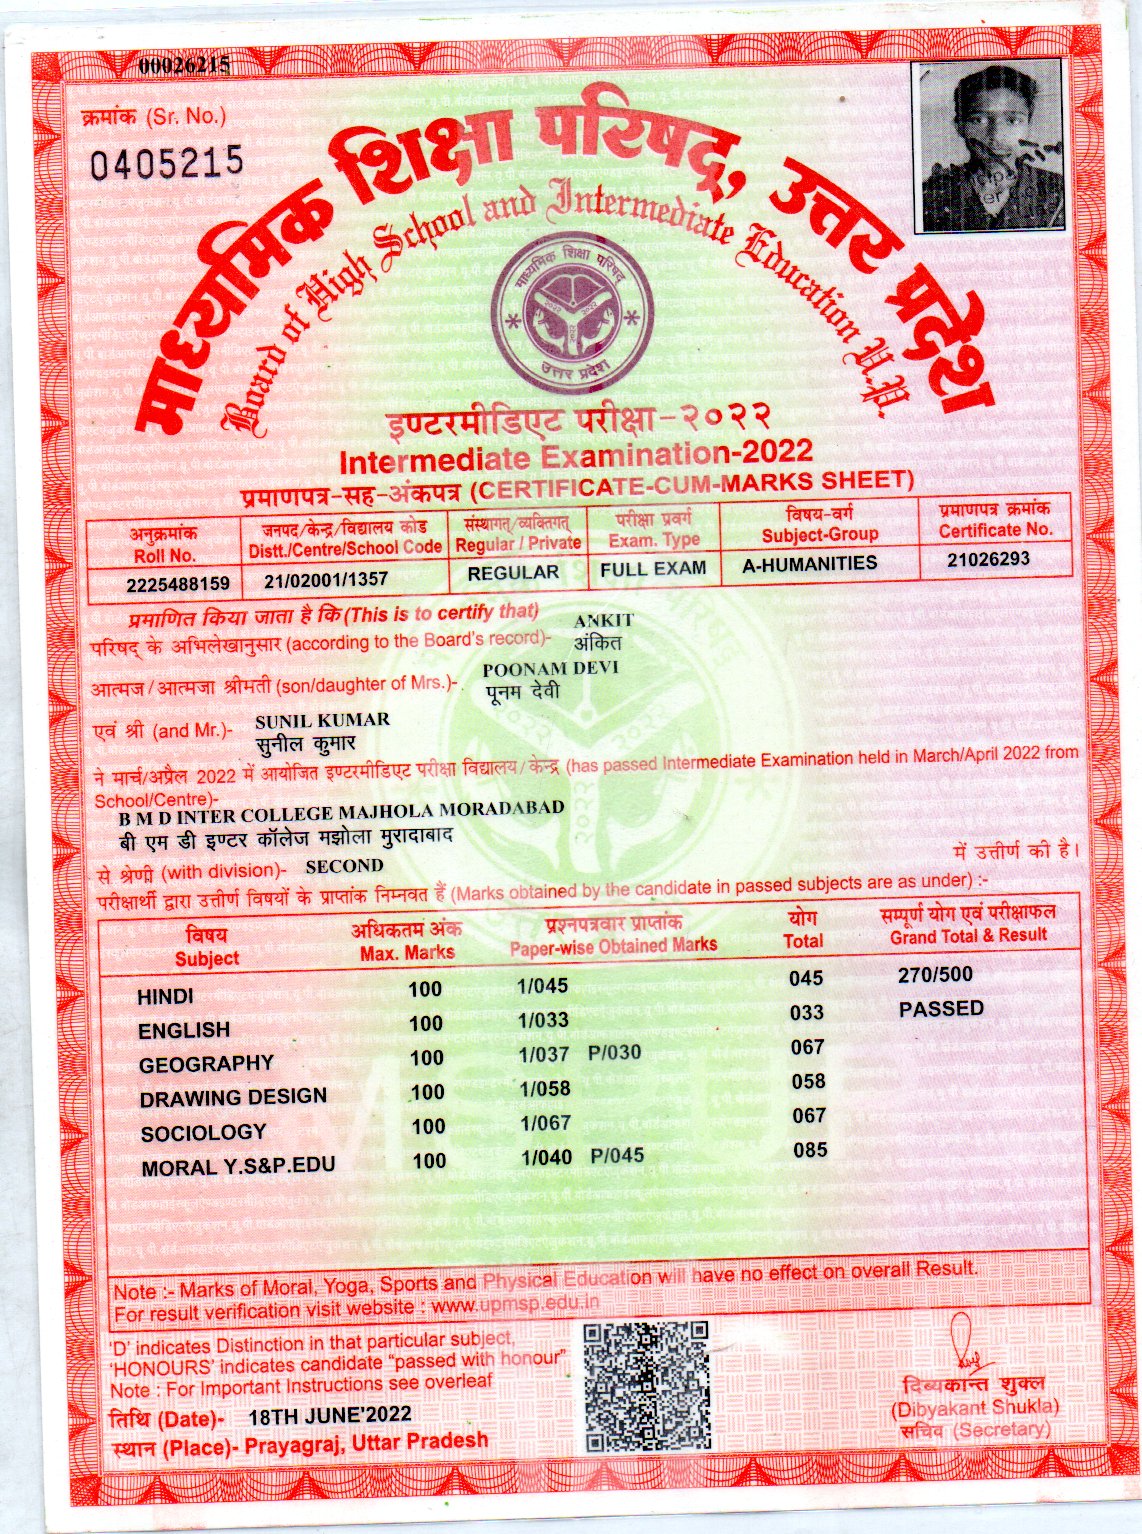 00026215
क्रमांक (Sr. No.)
0405215
माध्यमिक शिक्षा परिषद्, उत्तर प्रदेश
Board of High School and Intermediate Education U.P.
माध्यमिक शिक्षा परिषद्
उत्तर प्रदेश
इण्टरमीडिएट परीक्षा-२०२२
Intermediate Examination-2022
प्रमाणपत्र-सह-अंकपत्र (CERTIFICATE-CUM-MARKS SHEET)
अनुक्रमांक जनपद/केन्द्र/विद्यालय कोड संस्थागत्/व्यक्तिगत् परीक्षा प्रवर्ग विषय-वर्ग प्रमाणपत्र क्रमांक
Roll No. Distt./Centre/School Code Regular / Private Exam. Type Subject-Group Certificate No.
2225488159 21/02001/1357 REGULAR FULL EXAM A-HUMANITIES 21026293
प्रमाणित किया जाता है कि (This is to certify that)
ANKIT
परिषद् के अभिलेखानुसार (according to the Board's record)- अंकित
POONAM DEVI
आत्मज/आत्मजा श्रीमती (son/daughter of Mrs.)- पूनम देवी
एवं श्री (and Mr.)- SUNIL KUMAR
सुनील कुमार
ने मार्च/अप्रैल 2022 में आयोजित इण्टरमीडिएट परीक्षा विद्यालय/केन्द्र (has passed Intermediate Examination held in March/April 2022 from
School/Centre)-
B M D INTER COLLEGE MAJHOLA MORADABAD
बी एम डी इण्टर कॉलेज मझोला मुरादाबाद
से श्रेणी (with division)- SECOND में उत्तीर्ण की है।
परीक्षार्थी द्वारा उत्तीर्ण विषयों के प्राप्तांक निम्नवत हैं (Marks obtained by the candidate in passed subjects are as under) :-
विषय अधिकतम अंक प्रश्नपत्रवार प्राप्तांक योग सम्पूर्ण योग एवं परीक्षाफल
Subject Max. Marks Paper-wise Obtained Marks Total Grand Total & Result
HINDI 100 1/045 045 270/500
ENGLISH 100 1/033 033 PASSED
GEOGRAPHY 100 1/037 P/030 067
DRAWING DESIGN 100 1/058 058
SOCIOLOGY 100 1/067 067
MORAL Y.S&P.EDU 100 1/040 P/045 085
Note :- Marks of Moral, Yoga, Sports and Physical Education will have no effect on overall Result.
For result verification visit website : www.upmsp.edu.in
'D' indicates Distinction in that particular subject,
'HONOURS' indicates candidate "passed with honour"
Note : For Important Instructions see overleaf
तिथि (Date)- 18TH JUNE'2022
स्थान (Place)- Prayagraj, Uttar Pradesh
दिब्यकान्त शुक्ल
(Dibyakant Shukla)
सचिव (Secretary)